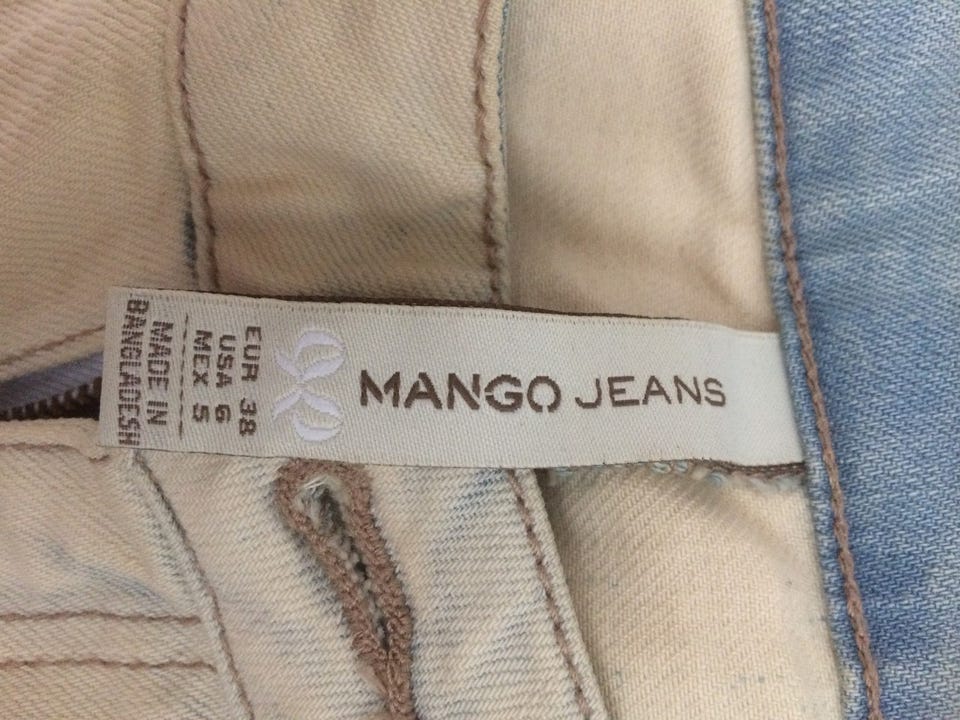 MANGO JEANS
EUR 38
USA 6
MEX 5
MADE IN
BANGLADESH